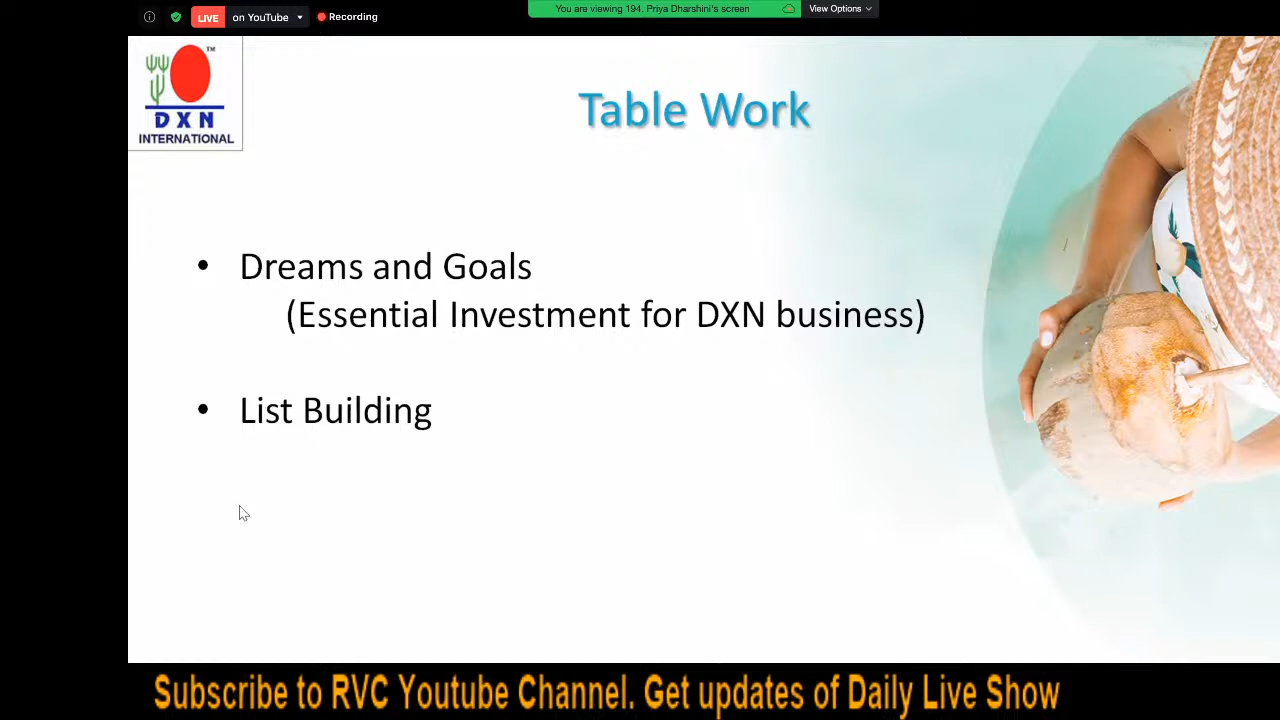 LIVE on YouTube Recording
You are viewing 194. Priya Dharshini's screen
View Options
TM
DXN
INTERNATIONAL
Table Work
• Dreams and Goals
(Essential Investment for DXN business)
• List Building
Subscribe to RVC Youtube Channel. Get updates of Daily Live Show